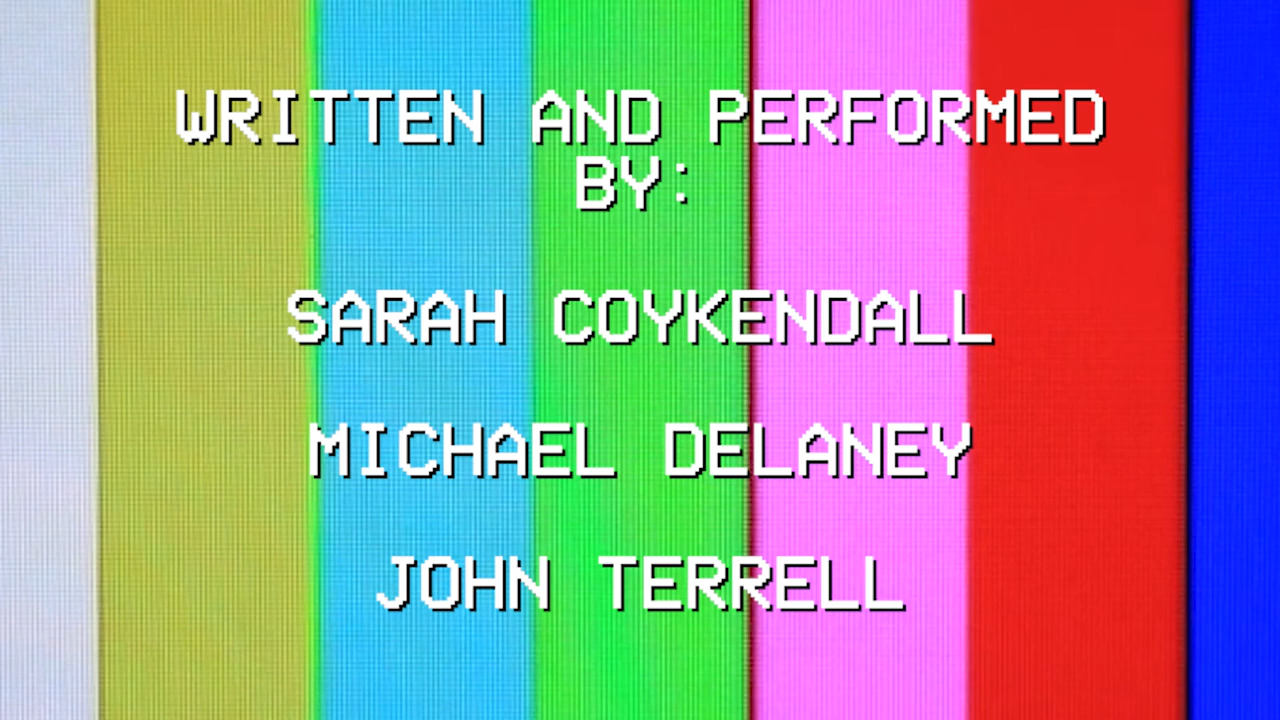 WRITTEN AND PERFORMED
BY:
SARAH COYKENDALL
MICHAEL DELANEY
JOHN TERRELL